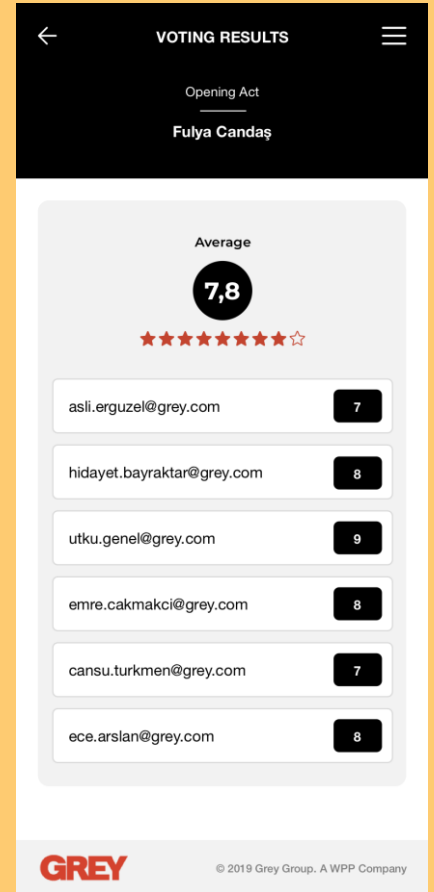 VOTING RESULTS
Opening Act
Fulya Candaş
Average
7,8
asli.erguzel@grey.com 7
hidayet.bayraktar@grey.com 8
utku.genel@grey.com 9
emre.cakmakci@grey.com 8
cansu.turkmen@grey.com 7
ece.arslan@grey.com 8
GREY © 2019 Grey Group. A WPP Company